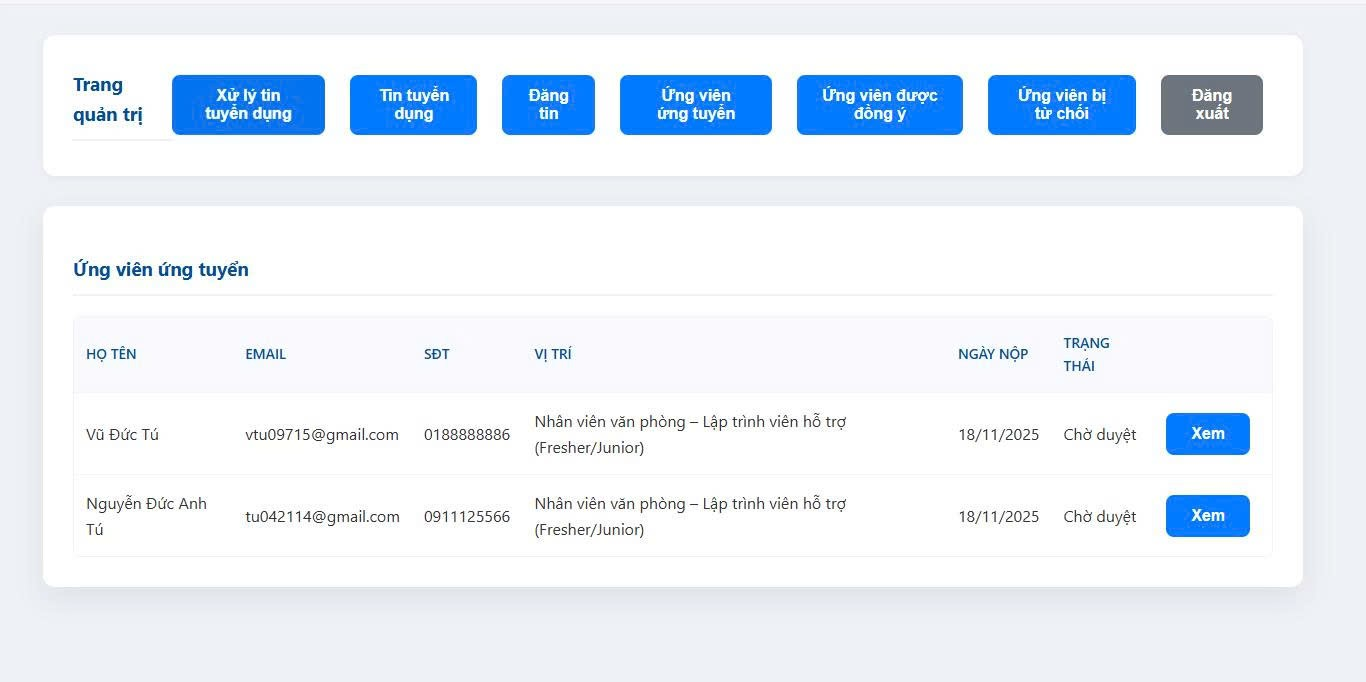 Trang
quản trị
Xử lý tin
tuyển dụng
Tin tuyển
dụng
Đăng
tin
Ứng viên
ứng tuyển
Ứng viên được
đồng ý
Ứng viên bị
từ chối
Đăng
xuất
Ứng viên ứng tuyển
HỌ TÊN EMAIL SĐT VỊ TRÍ NGÀY NỘP TRẠNG
THÁI
Vũ Đức Tú vtu09715@gmail.com 0188888886 Nhân viên văn phòng – Lập trình viên hỗ trợ
(Fresher/Junior) 18/11/2025 Chờ duyệt Xem
Nguyễn Đức Anh
Tú tu042114@gmail.com 0911125566 Nhân viên văn phòng – Lập trình viên hỗ trợ
(Fresher/Junior) 18/11/2025 Chờ duyệt Xem